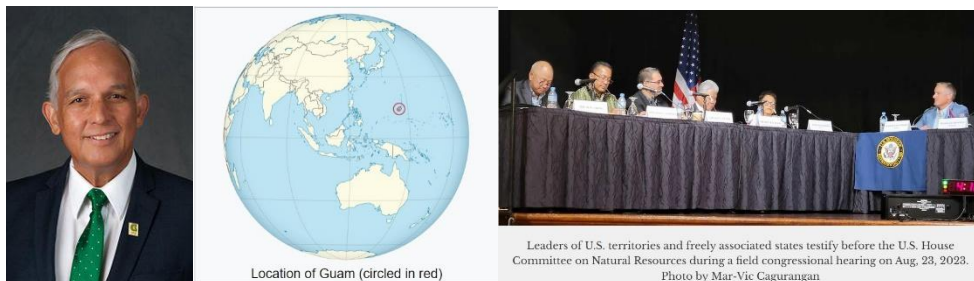 Location of Guam (circled in red)
Leaders of U.S. territories and freely associated states testify before the U.S. House
Committee on Natural Resources during a field congressional hearing on Aug, 23, 2023.
Photo by Mar-Vic Cagurangan